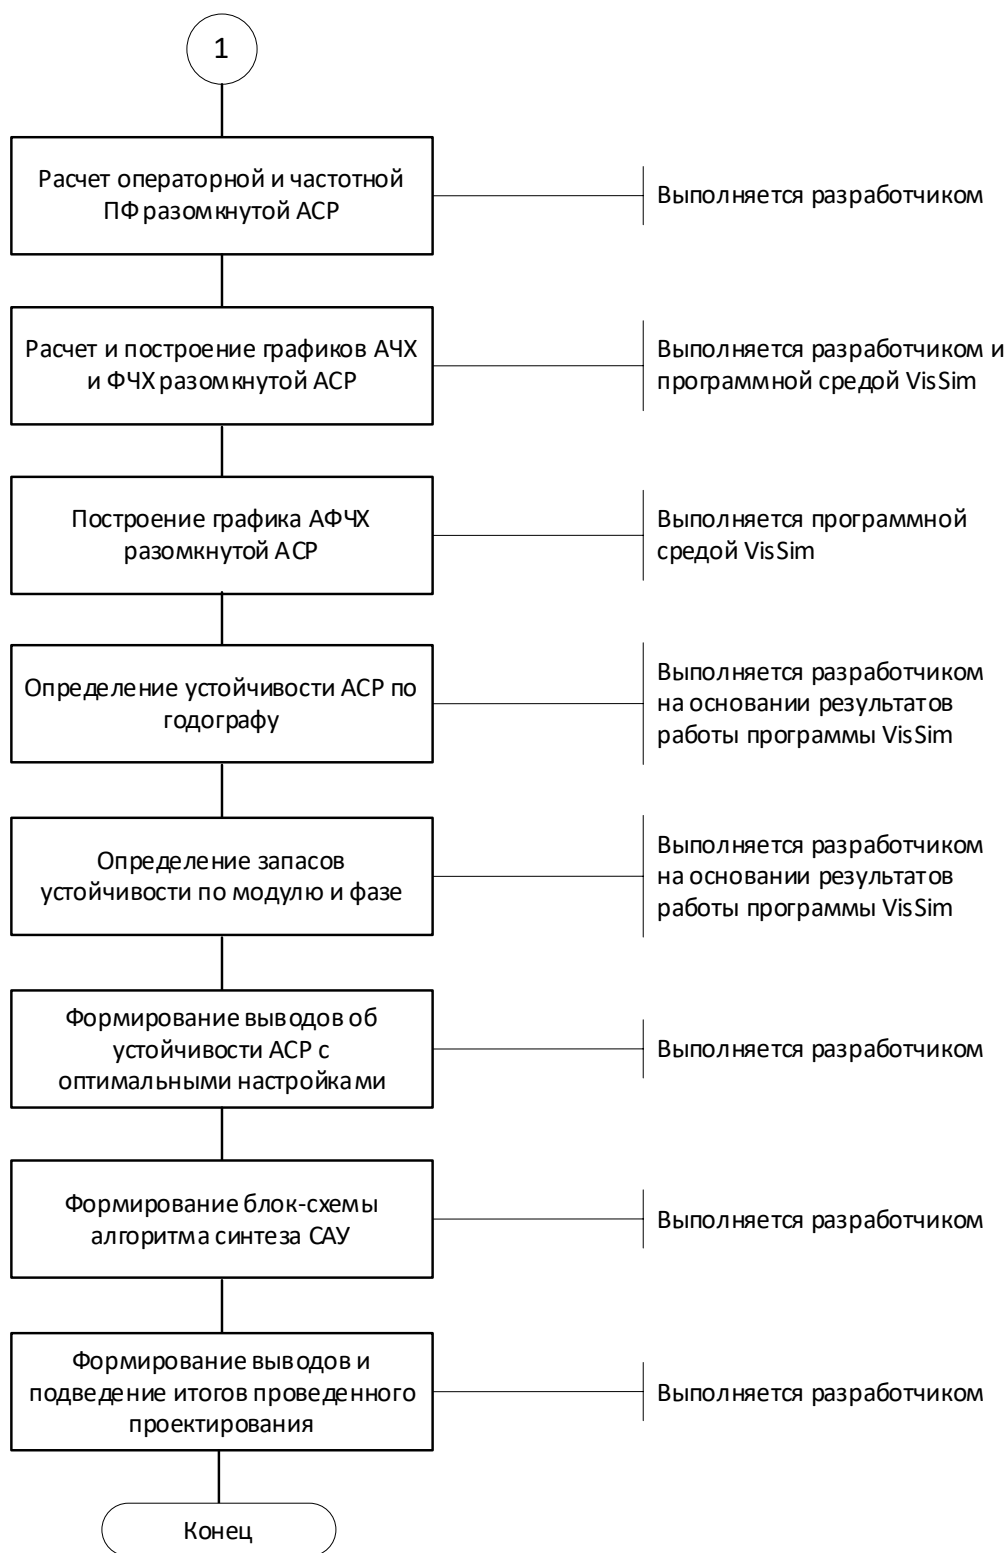 1
Расчет операторной и частотной
ПФ разомкнутой АСР
Выполняется разработчиком
Расчет и построение графиков АЧХ
и ФЧХ разомкнутой АСР
Выполняется разработчиком и
программной средой VisSim
Построение графика АФЧХ
разомкнутой АСР
Выполняется программной
средой VisSim
Определение устойчивости АСР по
годографу
Выполняется разработчиком
на основании результатов
работы программы VisSim
Определение запасов
устойчивости по модулю и фазе
Выполняется разработчиком
на основании результатов
работы программы VisSim
Формирование выводов об
устойчивости АСР с
оптимальными настройками
Выполняется разработчиком
Формирование блок-схемы
алгоритма синтеза САУ
Выполняется разработчиком
Формирование выводов и
подведение итогов проведенного
проектирования
Выполняется разработчиком
Конец